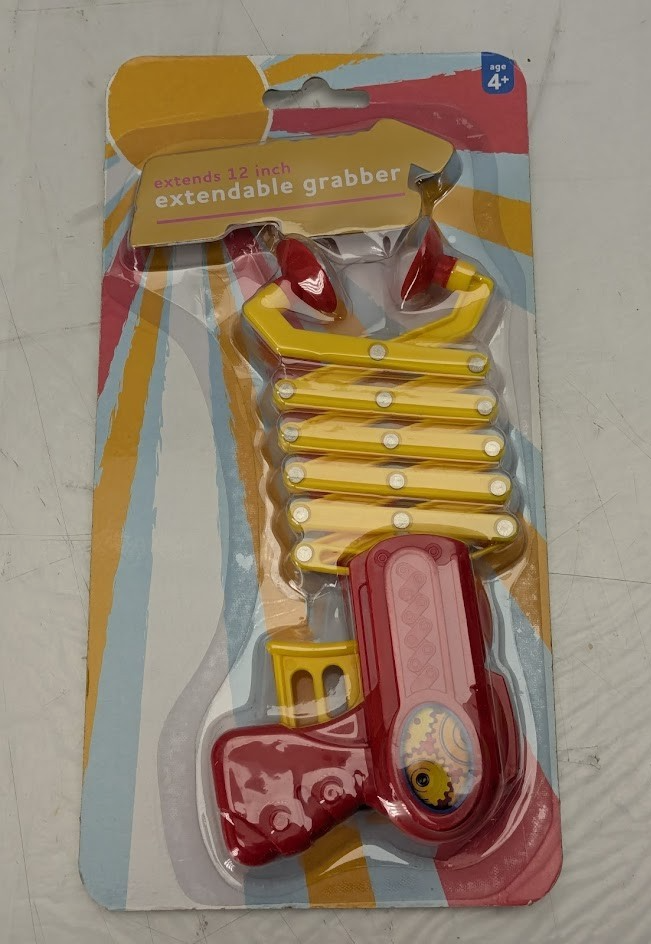 age
4+
extends 12 inch
extendable grabber